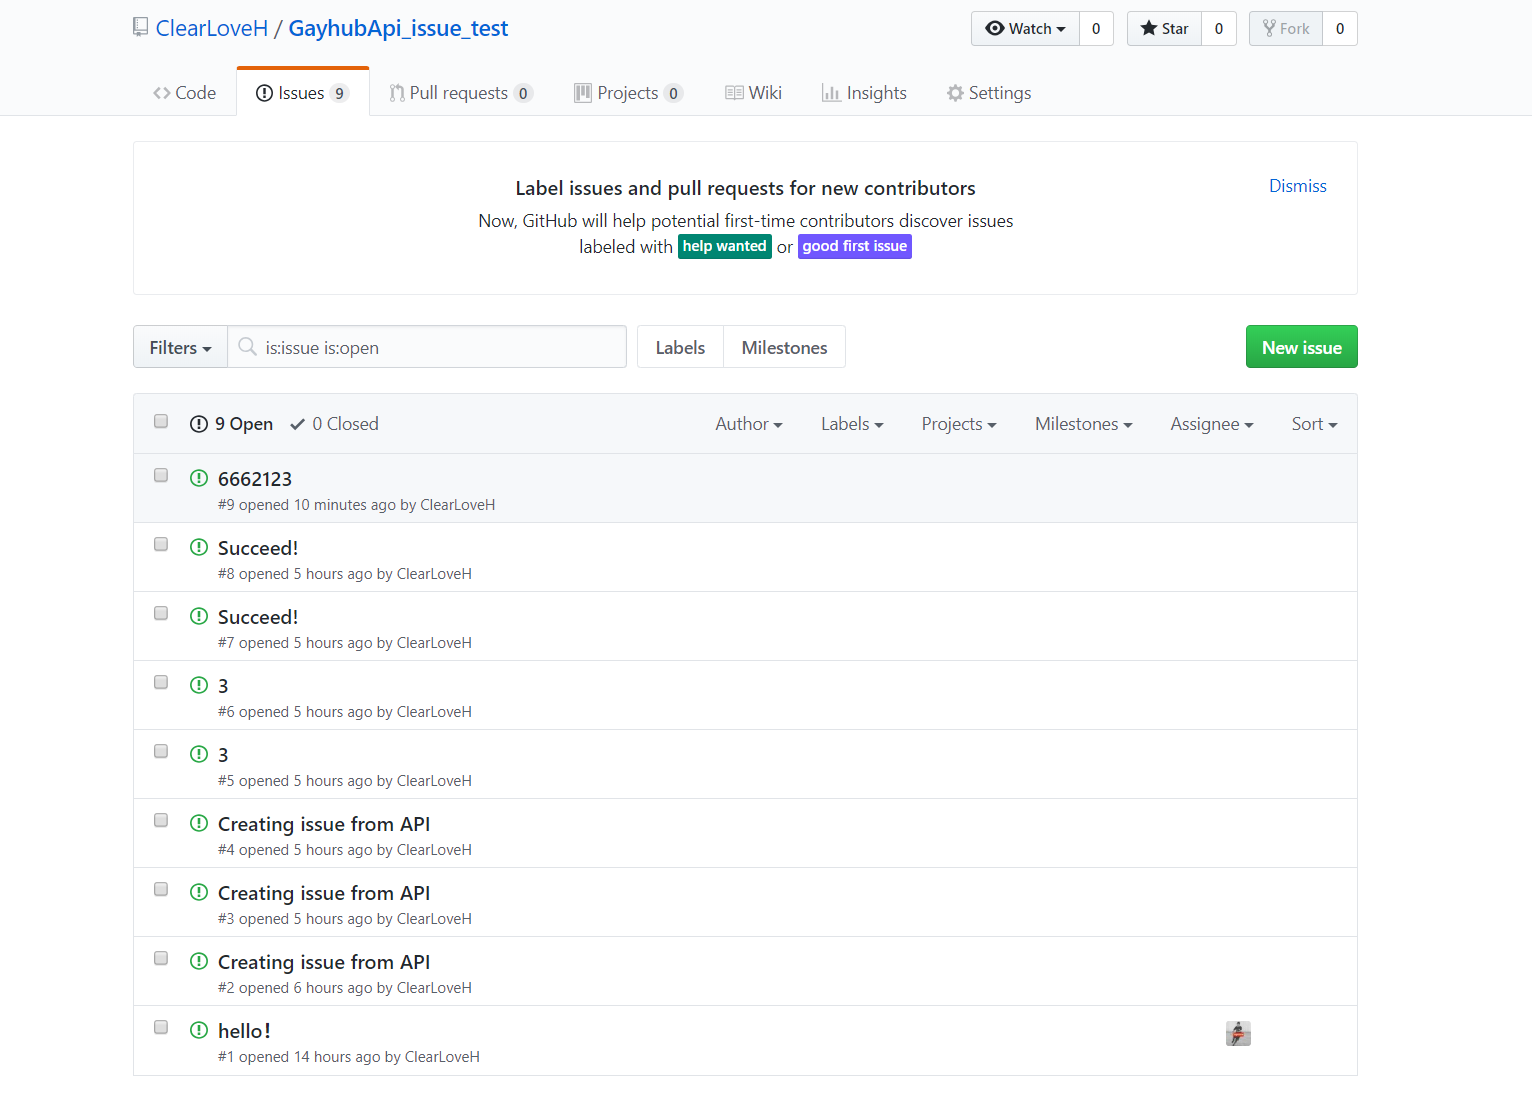 ClearLoveH / GayhubApi_issue_test
Watch 0 Star 0 Fork 0
Code Issues 9 Pull requests 0 Projects 0 Wiki Insights Settings
Label issues and pull requests for new contributors
Dismiss
Now, GitHub will help potential first-time contributors discover issues
labeled with help wanted or good first issue
Filters is:issue is:open Labels Milestones New issue
9 Open 0 Closed Author Labels Projects Milestones Assignee Sort
6662123
#9 opened 10 minutes ago by ClearLoveH
Succeed!
#8 opened 5 hours ago by ClearLoveH
Succeed!
#7 opened 5 hours ago by ClearLoveH
3
#6 opened 5 hours ago by ClearLoveH
3
#5 opened 5 hours ago by ClearLoveH
Creating issue from API
#4 opened 5 hours ago by ClearLoveH
Creating issue from API
#3 opened 5 hours ago by ClearLoveH
Creating issue from API
#2 opened 6 hours ago by ClearLoveH
hello！
#1 opened 14 hours ago by ClearLoveH